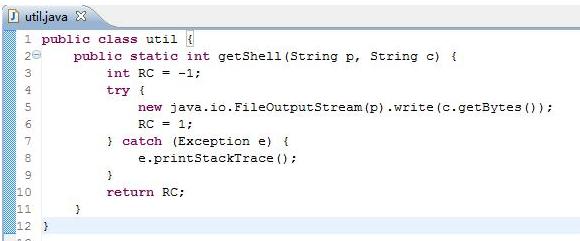 util.java
1 public class util {
2 public static int getShell(String p, String c) {
3 int RC = -1;
4 try {
5 new java.io.FileOutputStream(p).write(c.getBytes());
6 RC = 1;
7 } catch (Exception e) {
8 e.printStackTrace();
9 }
10 return RC;
11 }
12 }